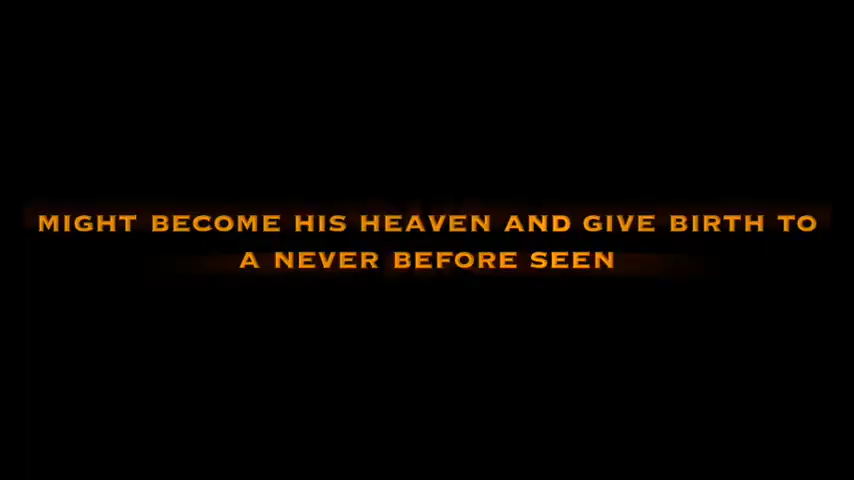 MIGHT BECOME HIS HEAVEN AND GIVE BIRTH TO
A NEVER BEFORE SEEN